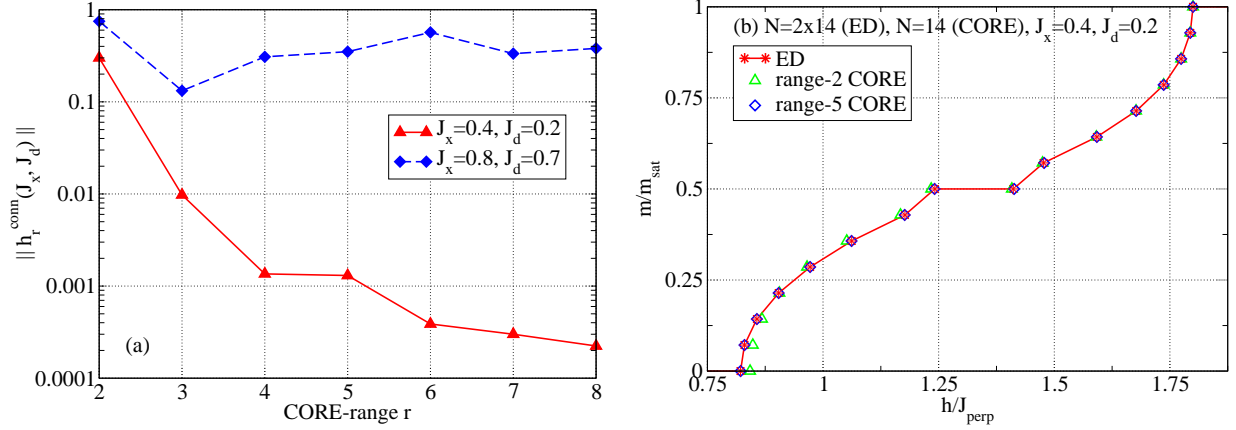 1
0.1
0.01
0.001
0.0001
|| h_r^conn(J_x, J_d) ||
J_x=0.4, J_d=0.2
J_x=0.8, J_d=0.7
(a)
2 3 4 5 6 7 8
CORE-range r
(b) N=2x14 (ED), N=14 (CORE), J_x=0.4, J_d=0.2
ED
range-2 CORE
range-5 CORE
1
0.75
0.5
0.25
0
m/m_sat
0.75 1 1.25 1.5 1.75
h/J_perp